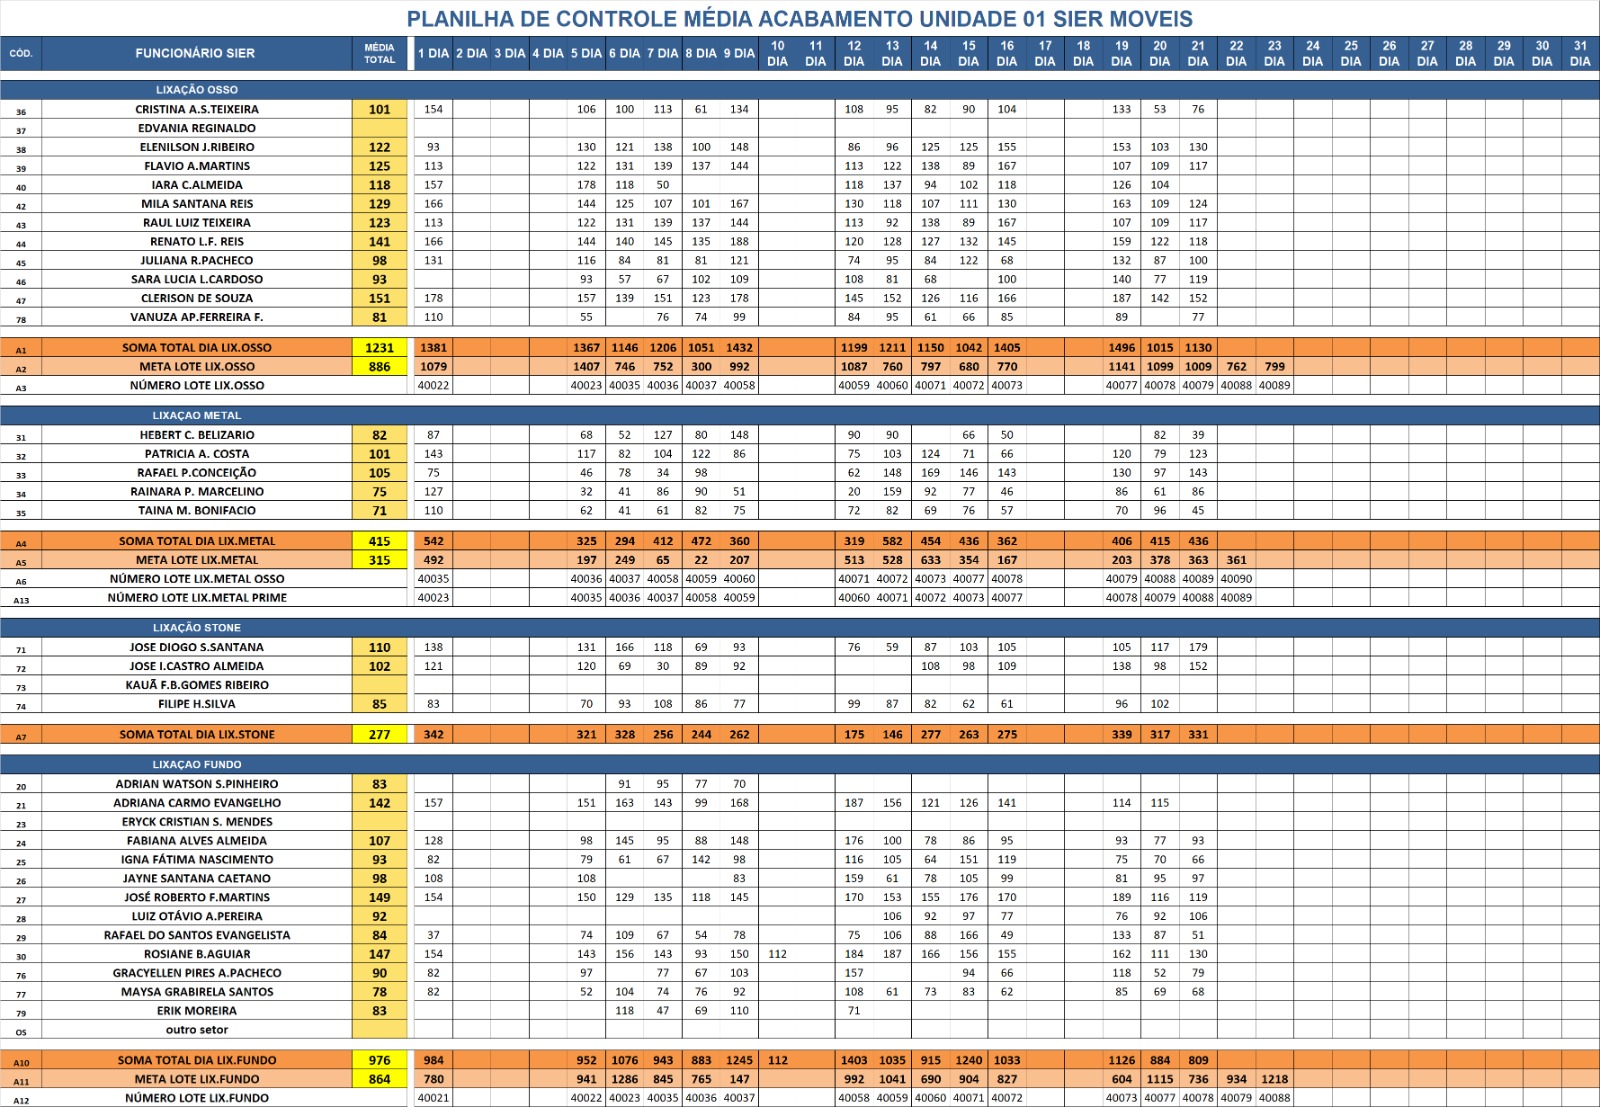 PLANILHA DE CONTROLE MÉDIA ACABAMENTO UNIDADE 01 SIER MOVEIS
CÓD. FUNCIONÁRIO SIER MÉDIA TOTAL 1 DIA 2 DIA 3 DIA 4 DIA 5 DIA 6 DIA 7 DIA 8 DIA 9 DIA 10 DIA 11 DIA 12 DIA 13 DIA 14 DIA 15 DIA 16 DIA 17 DIA 18 DIA 19 DIA 20 DIA 21 DIA 22 DIA 23 DIA 24 DIA 25 DIA 26 DIA 27 DIA 28 DIA 29 DIA 30 DIA 31 DIA
LIXAÇÃO OSSO
36 CRISTINA A.S.TEIXEIRA 101 154 106 100 113 61 134 108 95 82 90 104 133 53 76
37 EDVANIA REGINALDO
38 ELENILSON J.RIBEIRO 122 93 130 121 138 100 148 86 96 125 125 155 153 103 130
39 FLAVIO A.MARTINS 125 113 122 131 139 137 144 113 122 138 89 167 107 109 117
40 IARA C.ALMEIDA 118 157 178 118 50 118 137 94 102 118 126 104
42 MILA SANTANA REIS 129 166 144 125 107 101 167 130 118 107 111 130 163 109 124
43 RAUL LUIZ TEIXEIRA 123 113 122 131 139 137 144 113 92 138 89 167 107 109 117
44 RENATO L.F. REIS 141 166 144 140 145 135 188 120 128 127 132 145 159 122 118
45 JULIANA R.PACHECO 98 131 116 84 81 81 121 74 95 84 122 68 132 87 100
46 SARA LUCIA L.CARDOSO 93 93 57 67 102 109 108 81 68 100 140 77 119
47 CLERISON DE SOUZA 151 178 157 139 151 123 178 145 152 126 116 166 187 142 152
78 VANUZA AP.FERREIRA F. 81 110 55 76 74 99 84 95 61 66 85 89 77
A1 SOMA TOTAL DIA LIX.OSSO 1231 1381 1367 1146 1206 1051 1432 1199 1211 1150 1042 1405 1496 1015 1130
A2 META LOTE LIX.OSSO 886 1079 1407 746 752 300 992 1087 760 797 680 770 1141 1099 1009 762 799
A3 NÚMERO LOTE LIX.OSSO 40022 40023 40035 40036 40037 40058 40059 40060 40071 40072 40073 40077 40078 40079 40088 40089
LIXAÇAO METAL
31 HEBERT C. BELIZARIO 82 87 68 52 127 80 148 90 90 66 50 82 39
32 PATRICIA A. COSTA 101 143 117 82 104 122 86 75 103 124 71 66 120 79 123
33 RAFAEL P.CONCEIÇÃO 105 75 46 78 34 98 62 148 169 146 143 130 97 143
34 RAINARA P. MARCELINO 75 127 32 41 86 90 51 20 159 92 77 46 86 61 86
35 TAINA M. BONIFACIO 71 110 62 41 61 82 75 72 82 69 76 57 70 96 45
A4 SOMA TOTAL DIA LIX.METAL 415 542 325 294 412 472 360 319 582 454 436 362 406 415 436
A5 META LOTE LIX.METAL 315 492 197 249 65 22 207 513 528 633 354 167 203 378 363 361
A6 NÚMERO LOTE LIX.METAL OSSO 40035 40036 40037 40058 40059 40060 40071 40072 40073 40077 40078 40079 40088 40089 40090
A13 NÚMERO LOTE LIX.METAL PRIME 40023 40035 40036 40037 40058 40059 40060 40071 40072 40073 40077 40078 40079 40088 40089
LIXAÇÃO STONE
71 JOSE DIOGO S.SANTANA 110 138 131 166 118 69 93 76 59 87 103 105 105 117 179
72 JOSE I.CASTRO ALMEIDA 102 121 120 69 30 89 92 108 98 109 138 98 152
73 KAUÃ F.B.GOMES RIBEIRO
74 FILIPE H.SILVA 85 83 70 93 108 86 77 99 87 82 62 61 96 102
A7 SOMA TOTAL DIA LIX.STONE 277 342 321 328 256 244 262 175 146 277 263 275 339 317 331
LIXAÇAO FUNDO
20 ADRIAN WATSON S.PINHEIRO 83 91 95 77 70
21 ADRIANA CARMO EVANGELHO 142 157 151 163 143 99 168 187 156 121 126 141 114 115
23 ERYCK CRISTIAN S. MENDES
24 FABIANA ALVES ALMEIDA 107 128 98 145 95 88 148 176 100 78 86 95 93 77 93
25 IGNA FÁTIMA NASCIMENTO 93 82 79 61 67 142 98 116 105 64 151 119 75 70 66
26 JAYNE SANTANA CAETANO 98 108 108 83 159 61 78 105 99 81 95 97
27 JOSÉ ROBERTO F.MARTINS 149 154 150 129 135 118 145 170 153 155 176 170 189 116 119
28 LUIZ OTÁVIO A.PEREIRA 92 106 92 97 77 76 92 106
29 RAFAEL DO SANTOS EVANGELISTA 84 37 74 109 67 54 78 75 106 88 166 49 133 87 51
30 ROSIANE B.AGUIAR 147 154 143 156 143 93 150 112 184 187 166 156 155 162 111 130
76 GRACYELLEN PIRES A.PACHECO 90 82 97 77 67 103 157 94 66 118 52 79
77 MAYSA GRABIRELA SANTOS 78 82 52 104 74 76 92 108 61 73 83 62 85 69 68
79 ERIK MOREIRA 83 118 47 69 110 71
OS outro setor
A10 SOMA TOTAL DIA LIX.FUNDO 976 984 952 1076 943 883 1245 112 1403 1035 915 1240 1033 1126 884 809
A11 META LOTE LIX.FUNDO 864 780 941 1286 845 765 147 992 1041 690 904 827 604 1115 736 934 1218
A12 NÚMERO LOTE LIX.FUNDO 40021 40022 40023 40035 40036 40037 40058 40059 40060 40071 40072 40073 40077 40078 40079 40088